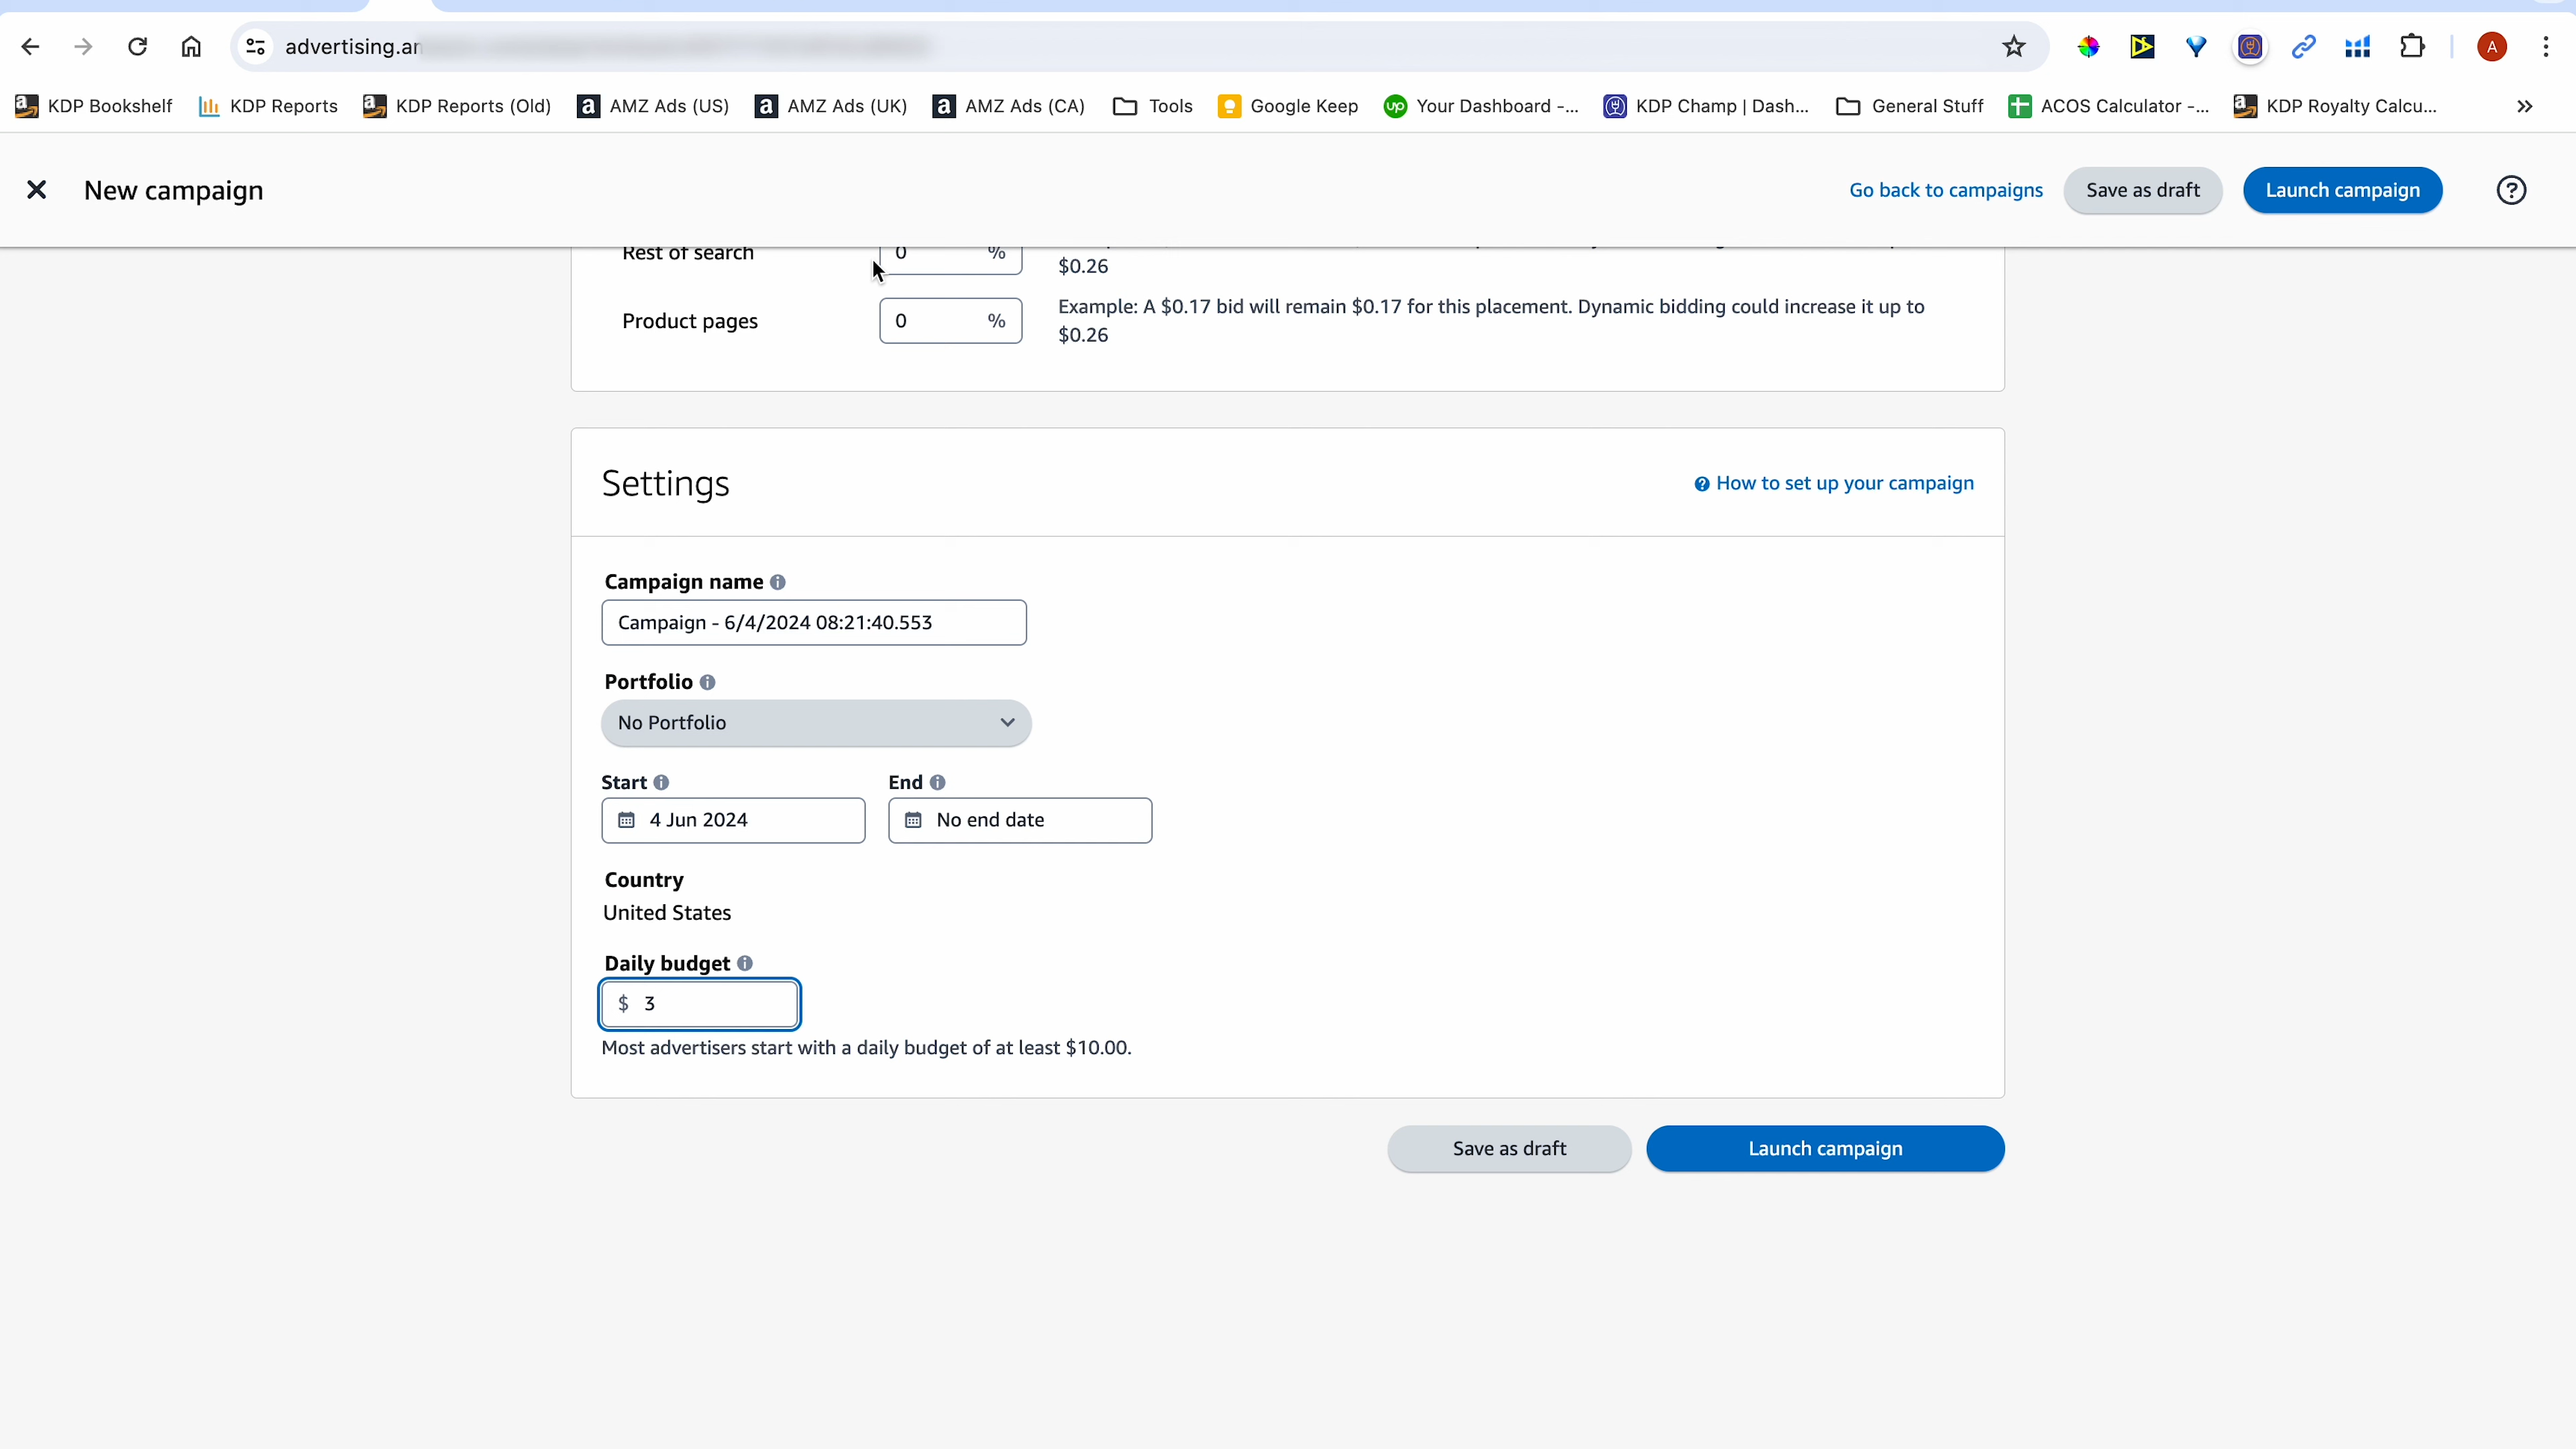 advertising.am
KDP Bookshelf KDP Reports KDP Reports (Old) AMZ Ads (US) AMZ Ads (UK) AMZ Ads (CA) Tools Google Keep Your Dashboard -... KDP Champ | Dash... General Stuff ACOS Calculator -... KDP Royalty Calcu... »
A
New campaign
Go back to campaigns Save as draft Launch campaign
Rest of search 0 %
$0.26
Product pages 0 % Example: A $0.17 bid will remain $0.17 for this placement. Dynamic bidding could increase it up to
$0.26
Settings
How to set up your campaign
Campaign name
Campaign - 6/4/2024 08:21:40.553
Portfolio
No Portfolio
Start End
4 Jun 2024 No end date
Country
United States
Daily budget
$ 3
Most advertisers start with a daily budget of at least $10.00.
Save as draft Launch campaign